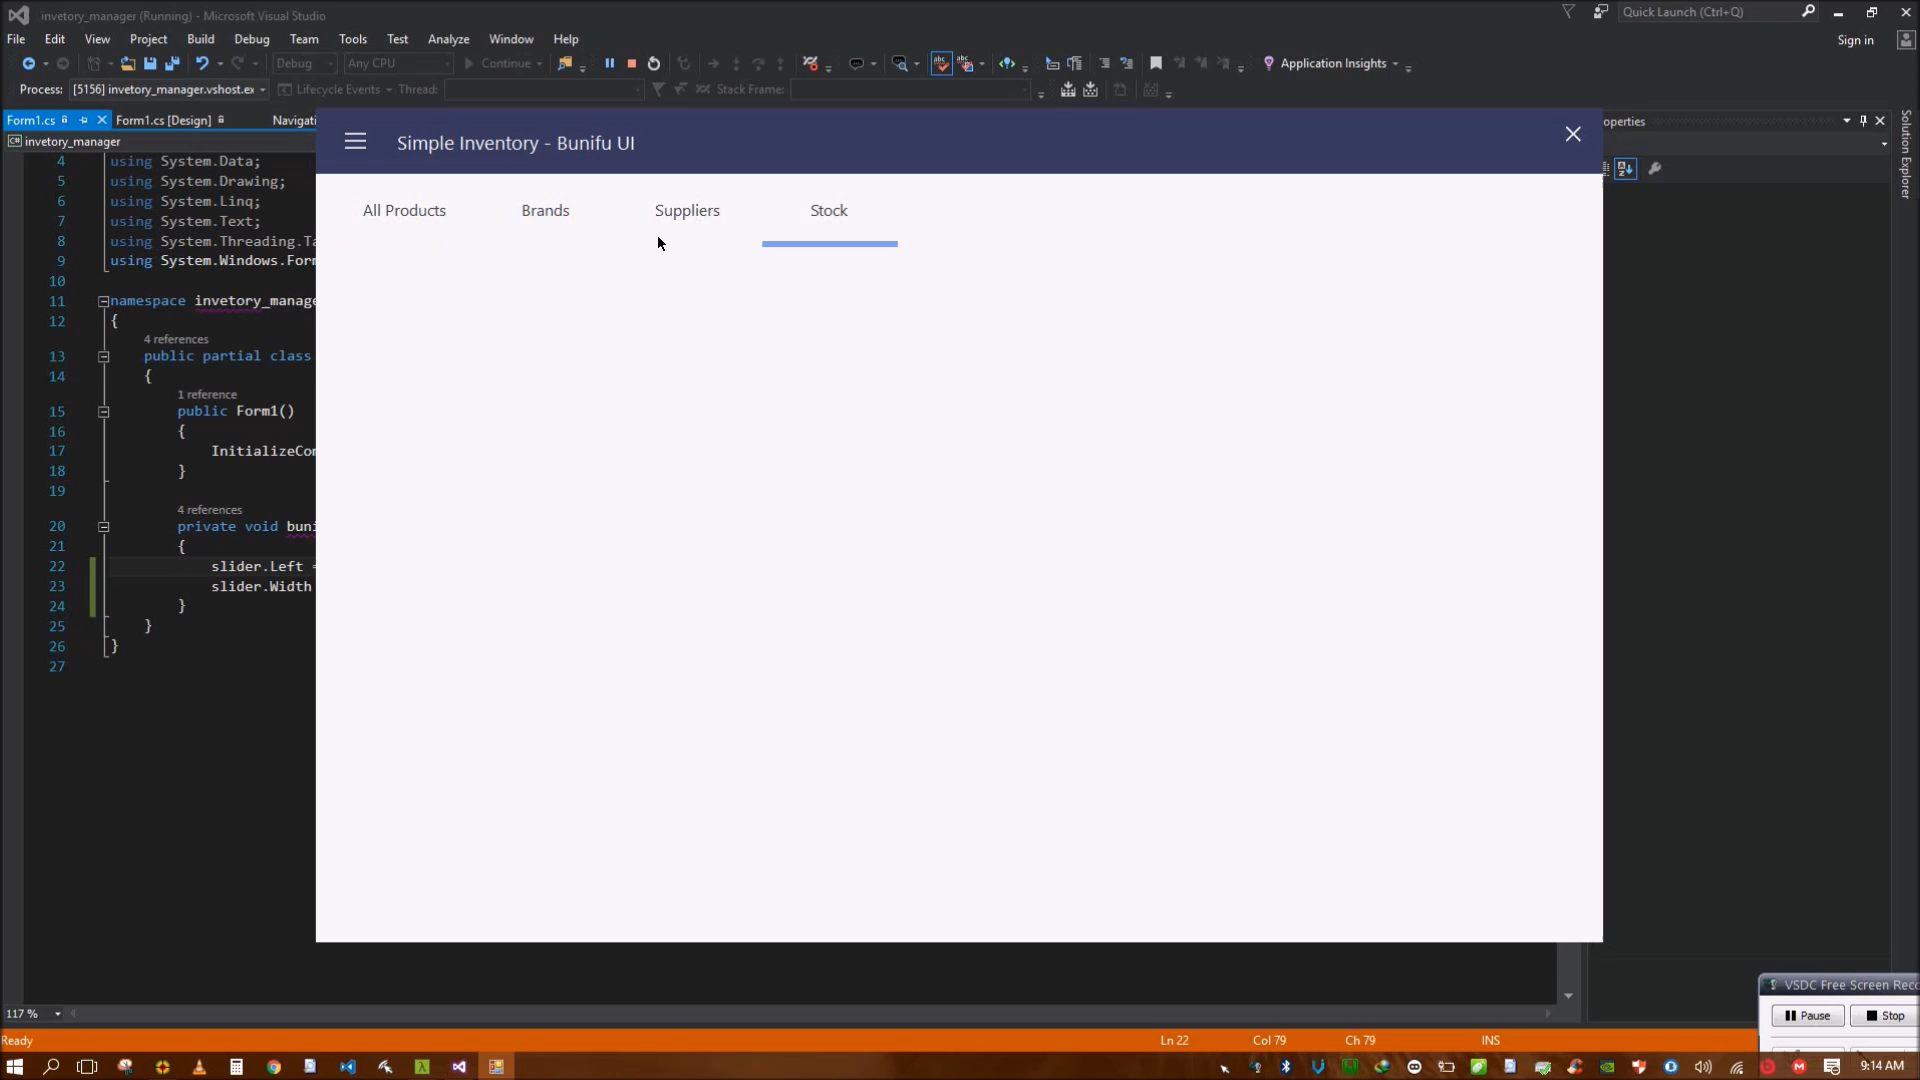 invetory_manager (Running) - Microsoft Visual Studio
Quick Launch (Ctrl+Q)
File Edit View Project Build Debug Team Tools Test Analyze Window Help
Sign in
Debug Any CPU Continue Application Insights
Process: [5156] invetory_manager.vshost.ex Lifecycle Events Thread: Stack Frame:
Form1.cs Form1.cs [Design] Navigati
operties
invetory_manager
Solution Explorer
Simple Inventory - Bunifu UI
All Products Brands Suppliers Stock
4 using System.Data;
5 using System.Drawing;
6 using System.Linq;
7 using System.Text;
8 using System.Threading.Ta
9 using System.Windows.For
10
11 namespace invetory_manage
12 {
4 references
13 public partial class
14 {
1 reference
15 public Form1()
16 {
17 InitializeCo
18 }
19
4 references
20 private void buni
21 {
22 slider.Left =
23 slider.Width
24 }
25 }
26 }
27
117 %
VSDC Free Screen Reco
Pause Stop
Ready Ln 22 Col 79 Ch 79 INS
9:14 AM